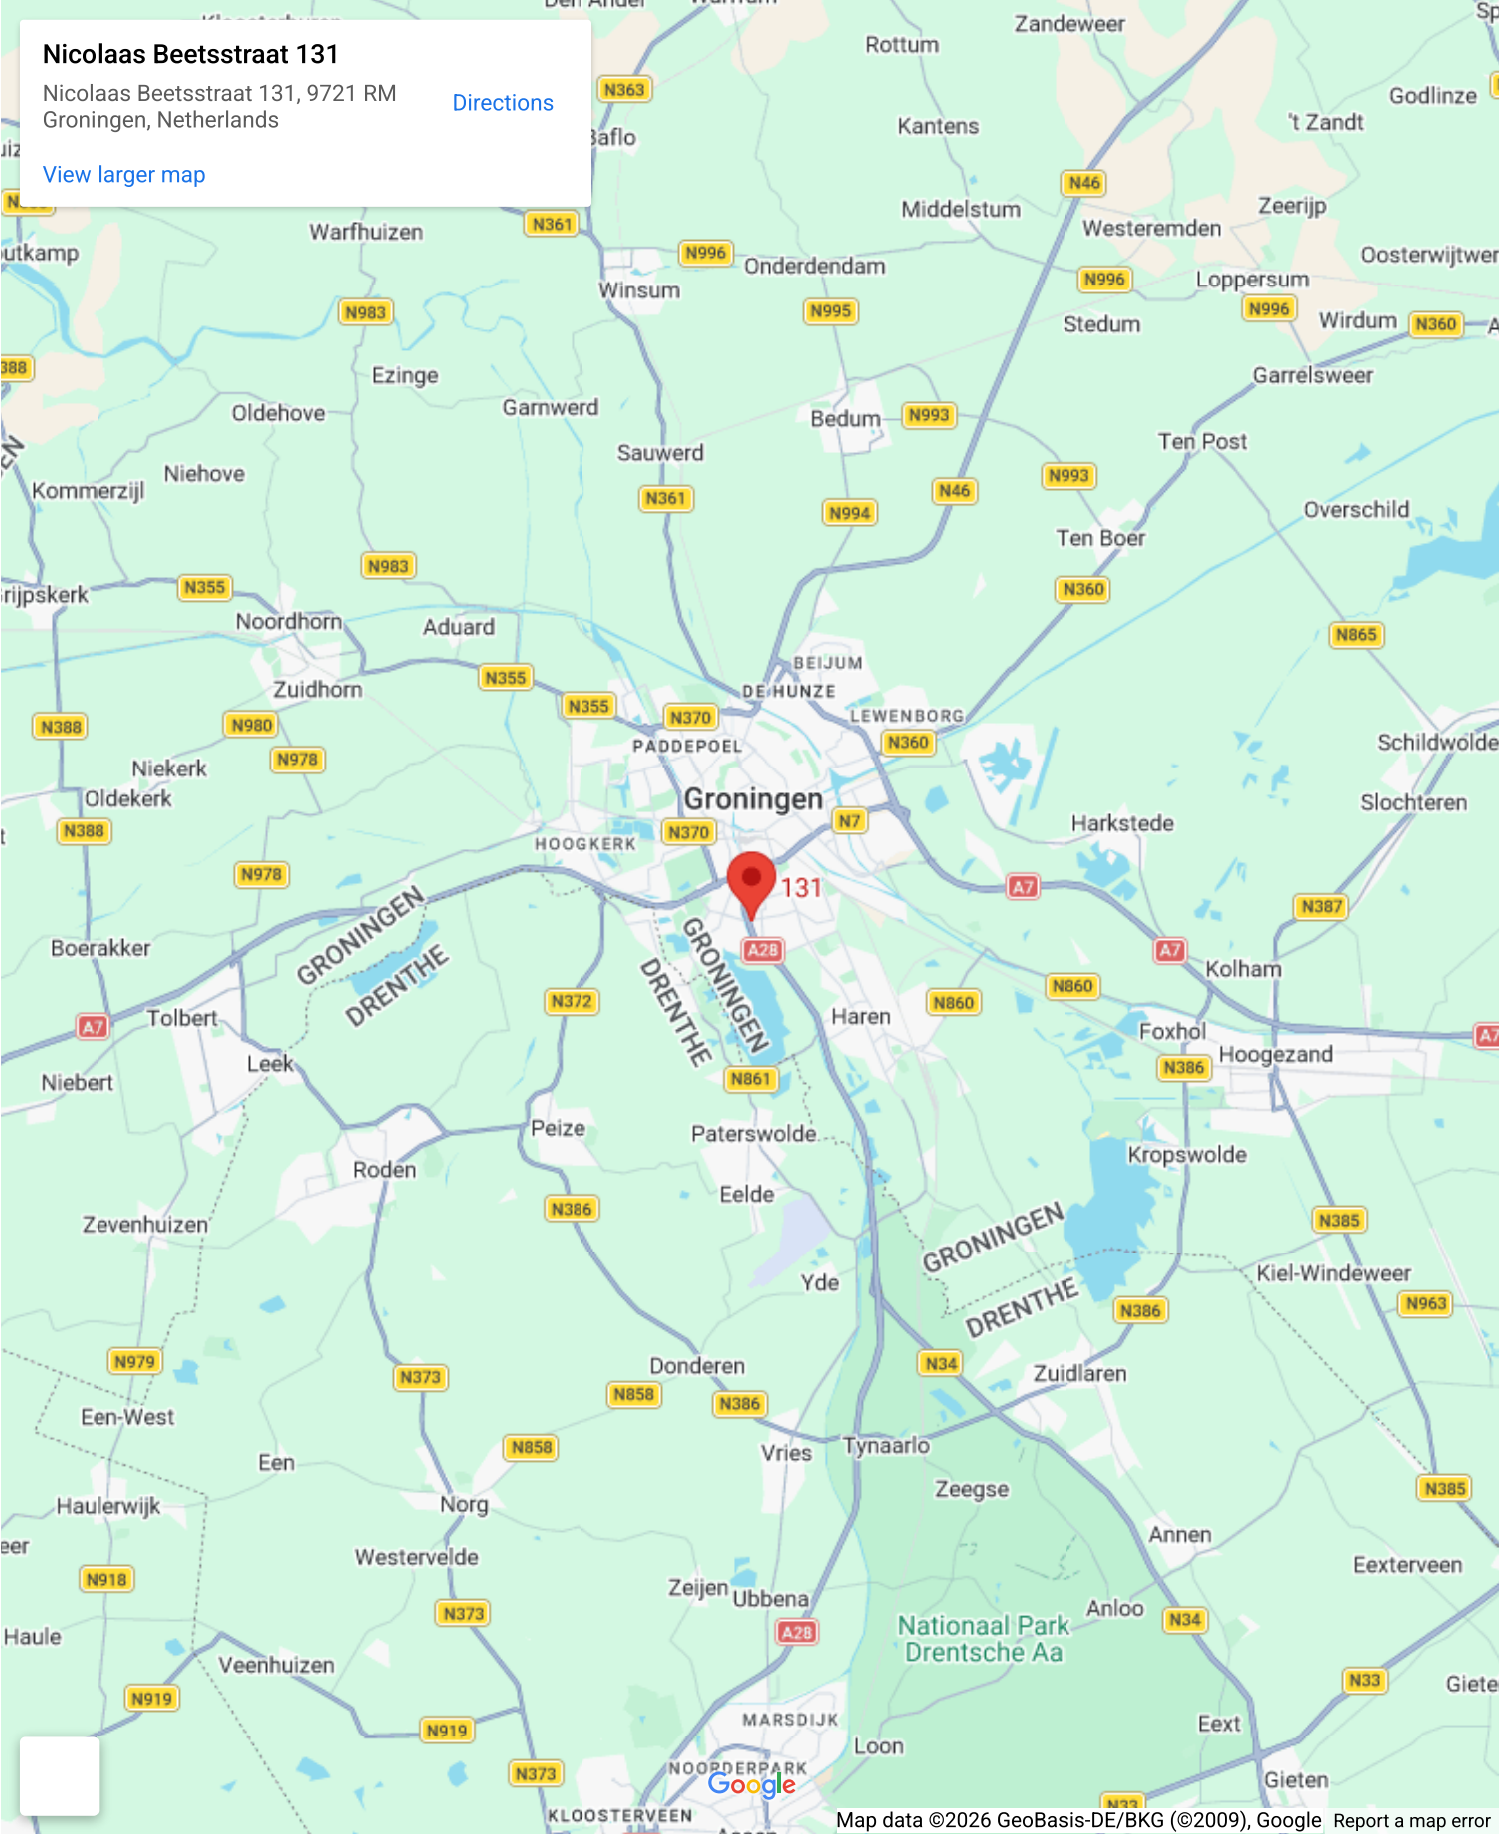 Nicolaas Beetsstraat 131
Nicolaas Beetsstraat 131, 9721 RM
Groningen, Netherlands
Directions
View larger map
Zandeweer
Rottum
N363
Godlinze
't Zandt
Kantens
Baflo
N46
Middelstum
Zeerijp
Westeremden
Warfhuizen
N361
N996
Onderdendam
Oosterwijtwer
Loppersum
N996
Winsum
N983
N995
N996
Wirdum
N360
Stedum
388
Ezinge
Garrelsweer
Oldehove
Garnwerd
Bedum
N993
Ten Post
Sauwerd
Niehove
N993
Kommerzijl
N361
N46
N994
Overschild
Ten Boer
N983
N355
N360
rijpskerk
Noordhorn
Aduard
N865
BEIJUM
N355
Zuidhorn
DE HUNZE
N355
N370
LEWENBORG
N388
N980
N360
Schildwolde
PADDEPOEL
N978
Niekerk
Oldekerk
Groningen
Slochteren
N7
Harkstede
N388
N370
HOOGKERK
N978
131
A7
N387
GRONINGEN
Boerakker
A28
A7
GRONINGEN
Kolham
DRENTHE
N860
N372
N860
DRENTHE
Tolbert
Haren
A7
Foxhol
A7
Hoogezand
Leek
N386
Niebert
N861
Peize
Paterswolde
Kropswolde
Roden
Eelde
N386
Zevenhuizen
N385
GRONINGEN
Kiel-Windeweer
Yde
DRENTHE
N963
N386
N979
Donderen
N34
Zuidlaren
N373
N858
N386
Een-West
N858
Tynaarlo
Vries
Een
N385
Zeegse
Norg
Haulerwijk
Annen
eer
Westervelde
Eexterveen
N918
Zeijen
Ubbena
Anloo
N373
N34
Nationaal Park
Drentsche Aa
A28
Haule
Veenhuizen
N33
Giete
N919
MARSDIJK
Eext
N919
Loon
NOORDERPARK
N373
Google
Gieten
N33
KLOOSTERVEEN
Map data ©2026 GeoBasis-DE/BKG (©2009), Google
Report a map error